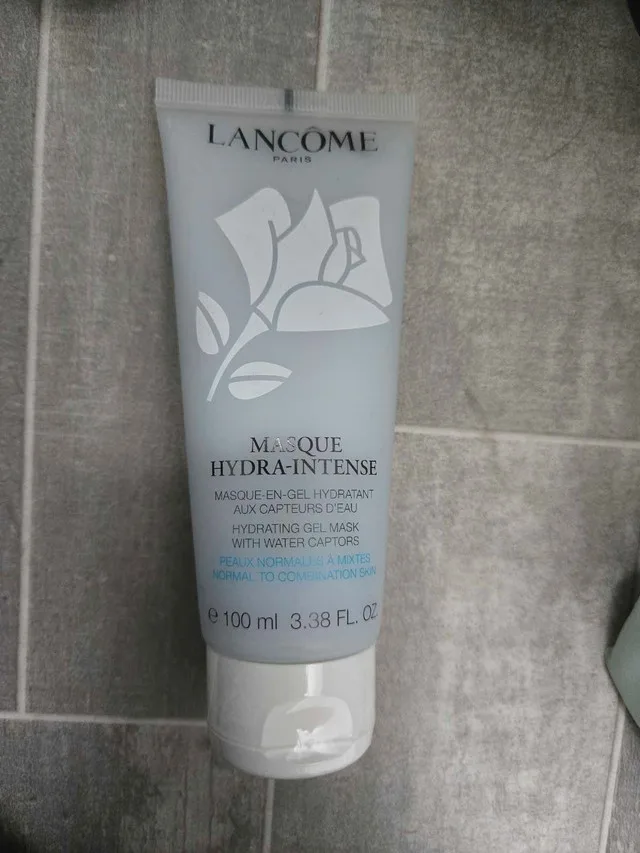 LANCÔME
PARIS
MASQUE
HYDRA-INTENSE
MASQUE-EN-GEL HYDRATANT
AUX CAPTEURS D'EAU
HYDRATING GEL MASK
WITH WATER CAPTORS
PEAUX NORMALES À MIXTES
NORMAL TO COMBINATION SKIN
e 100 ml 3.38 FL. OZ